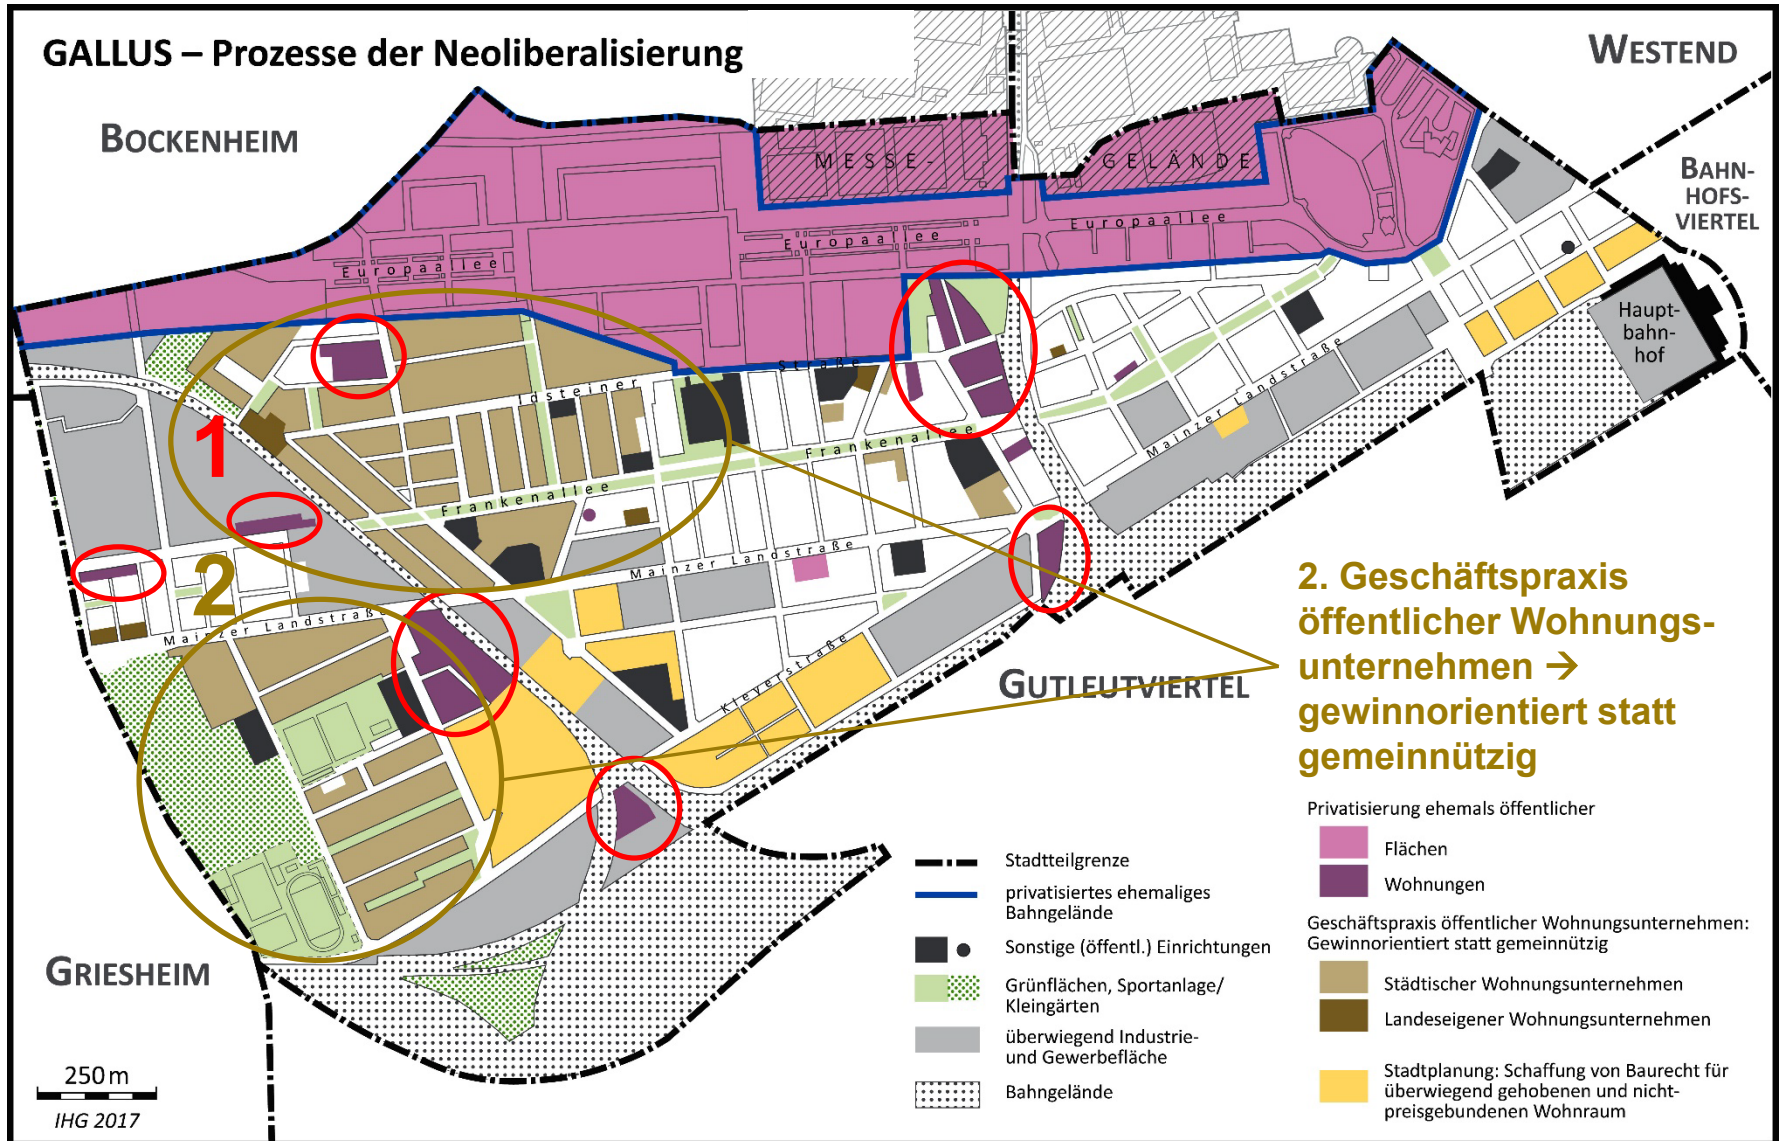 GALLUS – Prozesse der Neoliberalisierung
WESTEND
BOCKENHEIM
BAHN-
HOFS-
VIERTEL
MESSE-
GELÄNDE
Europaallee
Europaallee
Europaallee
Haupt-
bahn-
hof
Idsteiner
Straße
1
Frankenallee
Frankenallee
Mainzer Landstraße
Mainzer Landstraße
2
Mainzer Landstraße
Kleyerstraße
GUTLEUTVIERTEL
2. Geschäftspraxis
öffentlicher Wohnungs-
unternehmen →
gewinnorientiert statt
gemeinnützig
GRIESHEIM
Stadtteilgrenze
privatisiertes ehemaliges
Bahngelände
Sonstige (öffentl.) Einrichtungen
Grünflächen, Sportanlage/
Kleingärten
überwiegend Industrie-
und Gewerbefläche
Bahngelände
Privatisierung ehemals öffentlicher
Flächen
Wohnungen
Geschäftspraxis öffentlicher Wohnungsunternehmen:
Gewinnorientiert statt gemeinnützig
Städtischer Wohnungsunternehmen
Landeseigener Wohnungsunternehmen
Stadtplanung: Schaffung von Baurecht für
überwiegend gehobenen und nicht-
preisgebundenen Wohnraum
250 m
IHG 2017